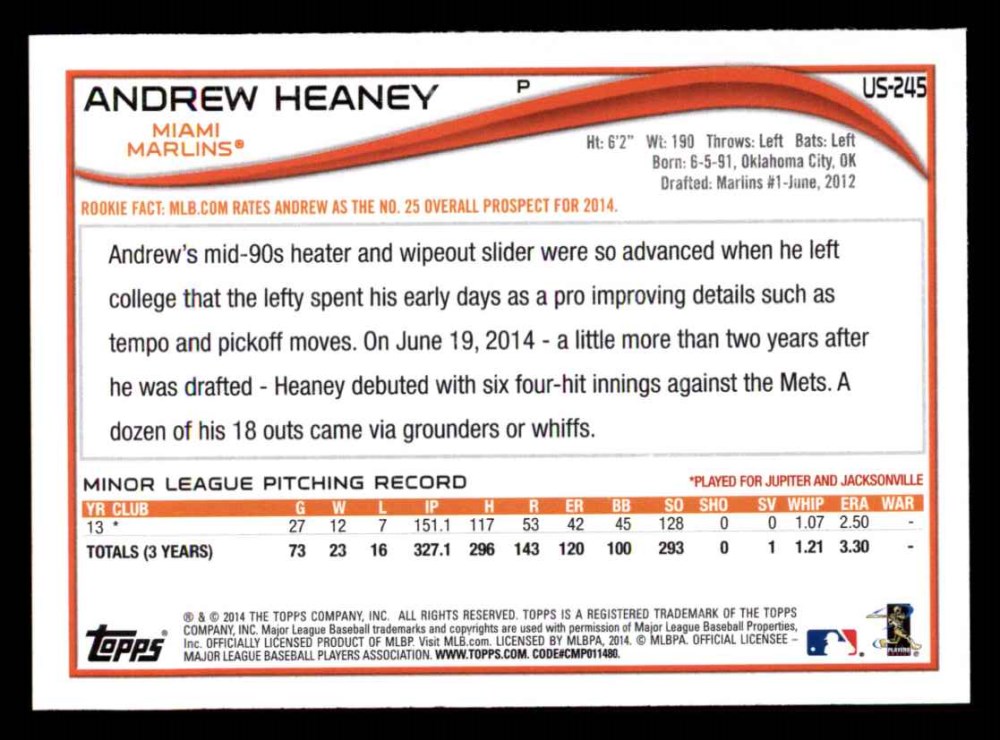 ANDREW HEANEY P US-245
MIAMI
MARLINS®
Ht: 6'2" Wt: 190 Throws: Left Bats: Left
Born: 6-5-91, Oklahoma City, OK
Drafted: Marlins #1-June, 2012
ROOKIE FACT: MLB.COM RATES ANDREW AS THE NO. 25 OVERALL PROSPECT FOR 2014.
Andrew's mid-90s heater and wipeout slider were so advanced when he left
college that the lefty spent his early days as a pro improving details such as
tempo and pickoff moves. On June 19, 2014 - a little more than two years after
he was drafted - Heaney debuted with six four-hit innings against the Mets. A
dozen of his 18 outs came via grounders or whiffs.
MINOR LEAGUE PITCHING RECORD *PLAYED FOR JUPITER AND JACKSONVILLE
YR CLUB G W L IP H R ER BB SO SHO SV WHIP ERA WAR
13 * 27 12 7 151.1 117 53 42 45 128 0 0 1.07 2.50 -
TOTALS (3 YEARS) 73 23 16 327.1 296 143 120 100 293 0 1 1.21 3.30 -
® & © 2014 THE TOPPS COMPANY, INC. ALL RIGHTS RESERVED. TOPPS IS A REGISTERED TRADEMARK OF THE TOPPS
COMPANY, INC. Major League Baseball trademarks and copyrights are used with permission of Major League Baseball Properties,
Inc. OFFICIALLY LICENSED PRODUCT OF MLBP. Visit MLB.com. LICENSED BY MLBPA, 2014. © MLBPA. OFFICIAL LICENSEE –
MAJOR LEAGUE BASEBALL PLAYERS ASSOCIATION. WWW.TOPPS.COM. CODE#CMP011480.
Topps®
PLAYERS